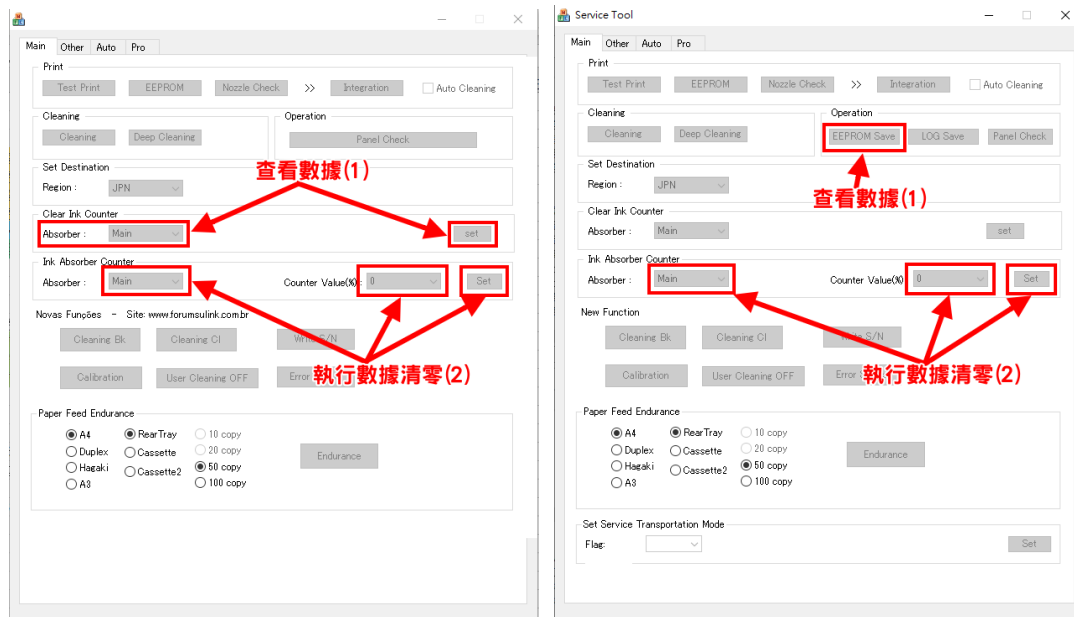 Main Other Auto Pro
Print
Test Print EEPROM Nozzle Check >> Integration Auto Cleaning
Cleaning
Cleaning Deep Cleaning
Operation
Panel Check
Set Destination
Region : JPN
查看數據(1)
Clear Ink Counter
Absorber : Main set
Ink Absorber Counter
Absorber : Main Counter Value(%) : 0 Set
Novas Funções - Site: www.forumsulink.com.br
Cleaning Bk Cleaning Cl Write S/N
Calibration User Cleaning OFF
執行數據清零(2)
Paper Feed Endurance
A4 RearTray 10 copy
Duplex Cassette 20 copy
Hagaki Cassette2 50 copy
A3 100 copy
Endurance
Service Tool
Main Other Auto Pro
Print
Test Print EEPROM Nozzle Check >> Integration Auto Cleaning
Cleaning
Cleaning Deep Cleaning
Operation
EEPROM Save LOG Save Panel Check
Set Destination
Region : JPN
查看數據(1)
Clear Ink Counter
Absorber : Main set
Ink Absorber Counter
Absorber : Main Counter Value(%) 0 Set
New Function
Cleaning Bk Cleaning Cl
Calibration User Cleaning OFF
執行數據清零(2)
Paper Feed Endurance
A4 RearTray 10 copy
Duplex Cassette 20 copy
Hagaki Cassette2 50 copy
A3 100 copy
Endurance
Set Service Transportation Mode
Flag: Set